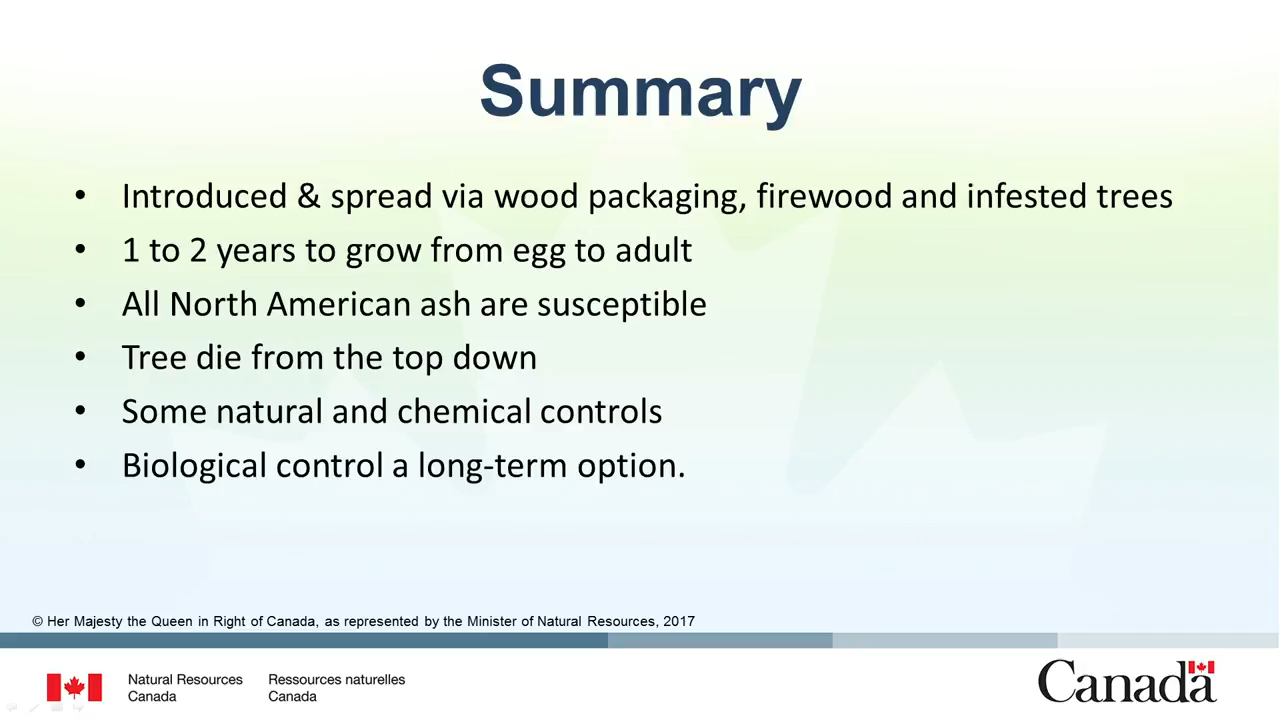 Summary
• Introduced & spread via wood packaging, firewood and infested trees
• 1 to 2 years to grow from egg to adult
• All North American ash are susceptible
• Tree die from the top down
• Some natural and chemical controls
• Biological control a long-term option.
© Her Majesty the Queen in Right of Canada, as represented by the Minister of Natural Resources, 2017
Natural Resources Ressources naturelles
Canada Canada
Canada